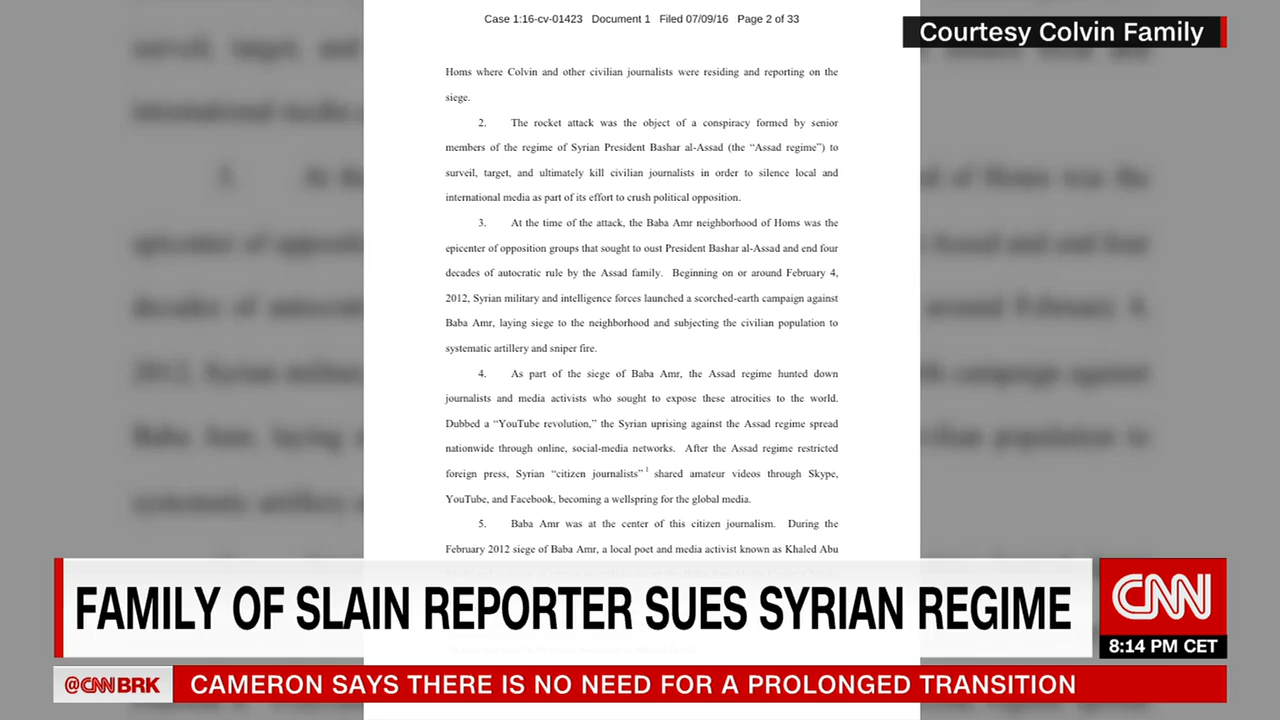 Case 1:16-cv-01423 Document 1 Filed 07/09/16 Page 2 of 33
Courtesy Colvin Family
Homs where Colvin and other civilian journalists were residing and reporting on the
siege.
2. The rocket attack was the object of a conspiracy formed by senior
members of the regime of Syrian President Bashar al-Assad (the “Assad regime”) to
surveil, target, and ultimately kill civilian journalists in order to silence local and
international media as part of its effort to crush political opposition.
3. At the time of the attack, the Baba Amr neighborhood of Homs was the
epicenter of opposition groups that sought to oust President Bashar al-Assad and end four
decades of autocratic rule by the Assad family. Beginning on or around February 4,
2012, Syrian military and intelligence forces launched a scorched-earth campaign against
Baba Amr, laying siege to the neighborhood and subjecting the civilian population to
systematic artillery and sniper fire.
4. As part of the siege of Baba Amr, the Assad regime hunted down
journalists and media activists who sought to expose these atrocities to the world.
Dubbed a “YouTube revolution,” the Syrian uprising against the Assad regime spread
nationwide through online, social-media networks. After the Assad regime restricted
foreign press, Syrian “citizen journalists” 1 shared amateur videos through Skype,
YouTube, and Facebook, becoming a wellspring for the global media.
5. Baba Amr was at the center of this citizen journalism. During the
February 2012 siege of Baba Amr, a local poet and media activist known as Khaled Abu
FAMILY OF SLAIN REPORTER SUES SYRIAN REGIME
CNN
8:14 PM CET
@CNNBRK
CAMERON SAYS THERE IS NO NEED FOR A PROLONGED TRANSITION